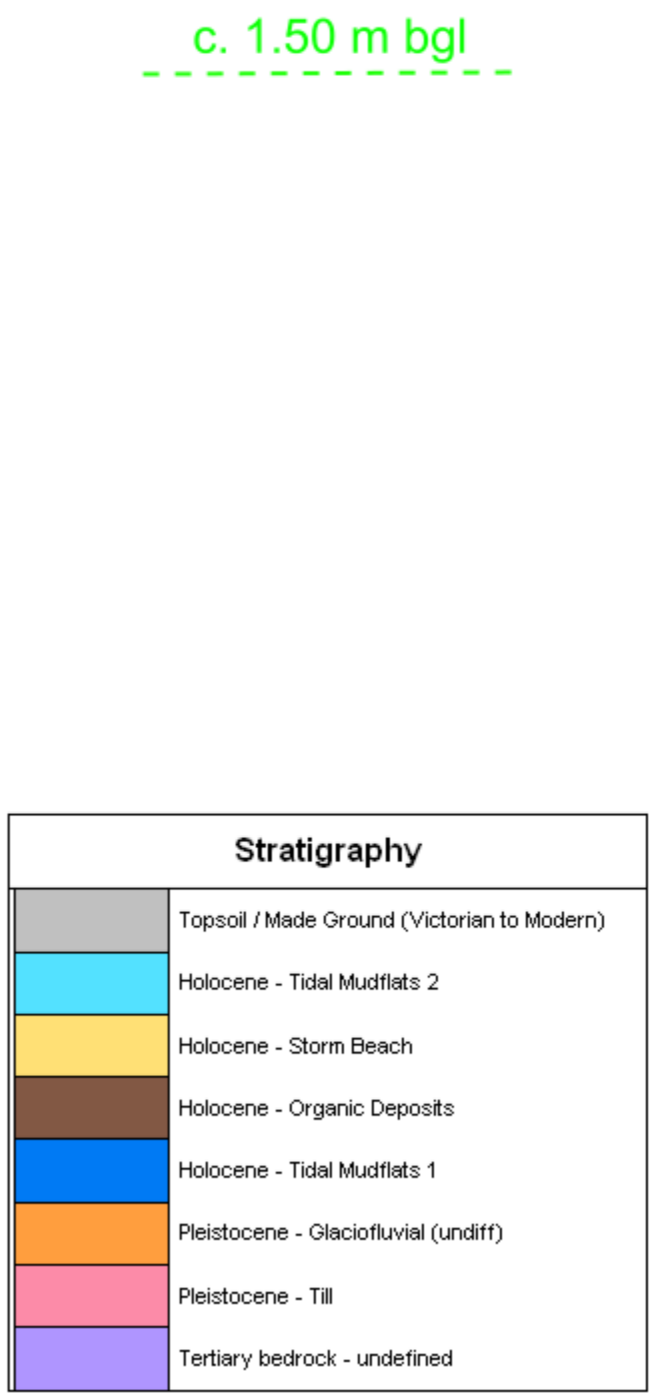 c. 1.50 m bgl
Stratigraphy
Topsoil / Made Ground (Victorian to Modern)
Holocene - Tidal Mudflats 2
Holocene - Storm Beach
Holocene - Organic Deposits
Holocene - Tidal Mudflats 1
Pleistocene - Glaciofluvial (undiff)
Pleistocene - Till
Tertiary bedrock - undefined